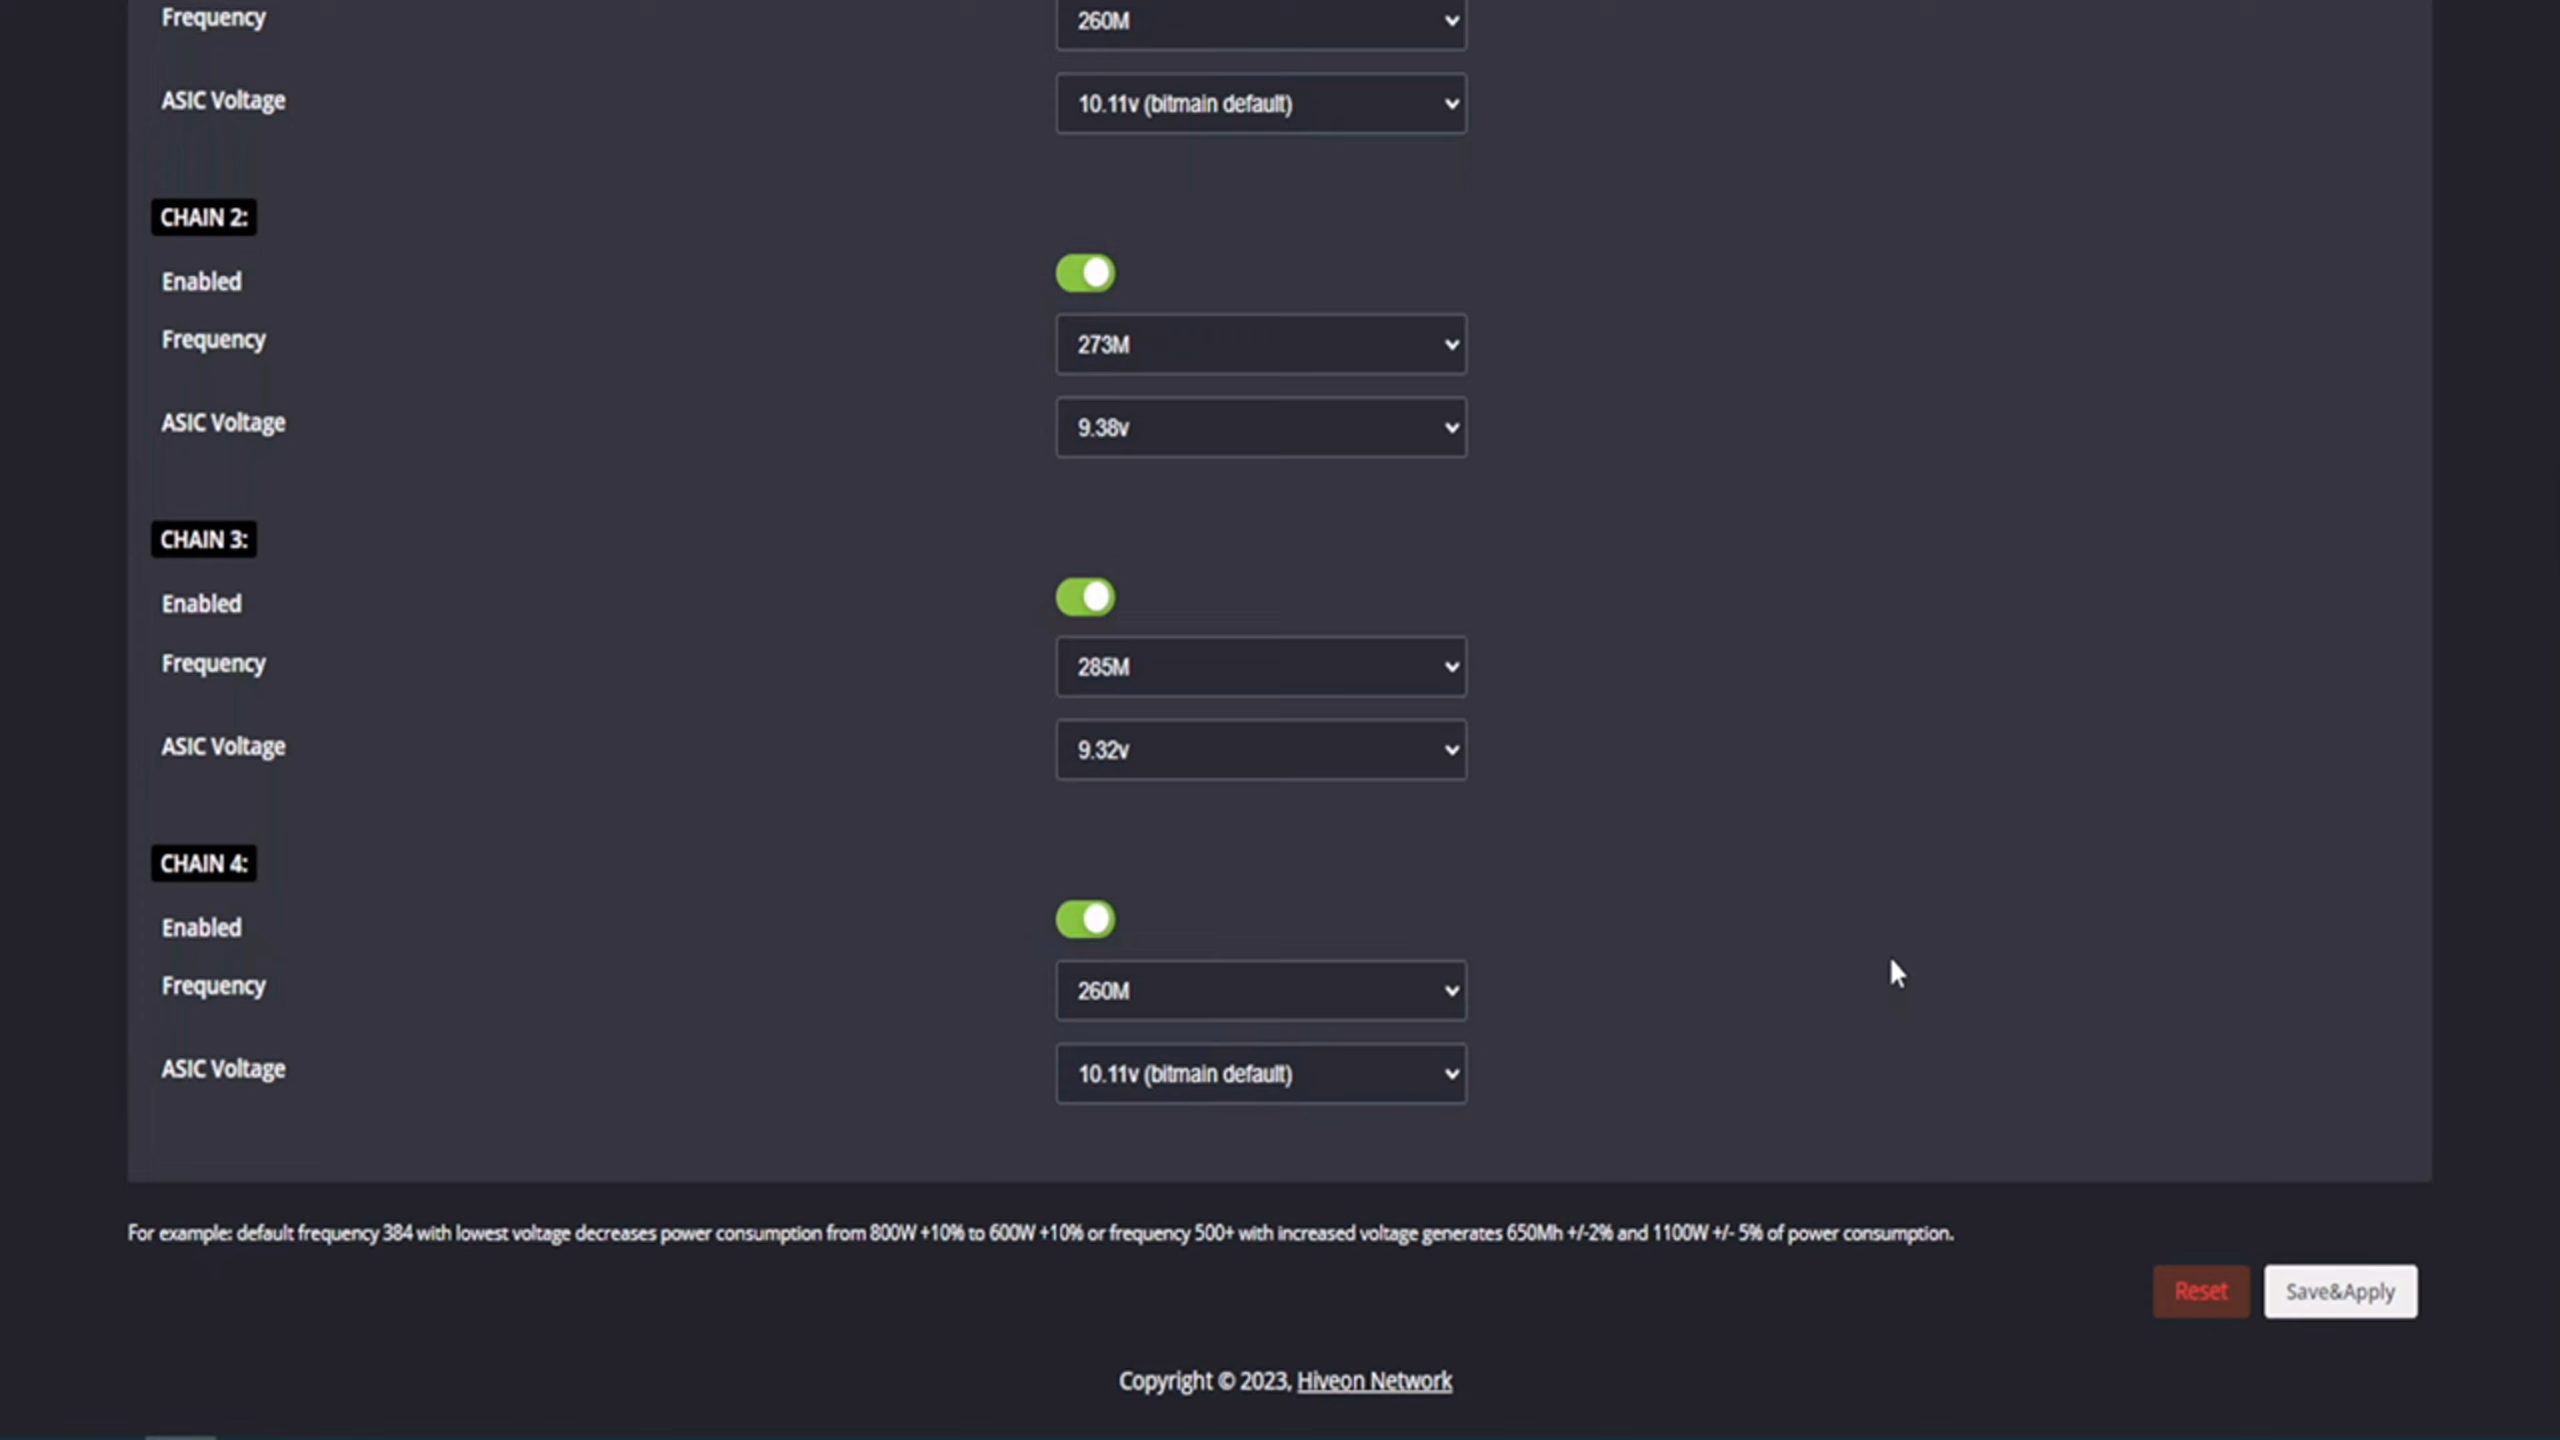 Frequency
260M
ASIC Voltage
10.11v (bitmain default)
CHAIN 2:
Enabled
Frequency
273M
ASIC Voltage
9.38v
CHAIN 3:
Enabled
Frequency
285M
ASIC Voltage
9.32v
CHAIN 4:
Enabled
Frequency
260M
ASIC Voltage
10.11v (bitmain default)
For example: default frequency 384 with lowest voltage decreases power consumption from 800W +10% to 600W +10% or frequency 500+ with increased voltage generates 650Mh +/-2% and 1100W +/- 5% of power consumption.
Reset
Save&Apply
Copyright © 2023, Hiveon Network